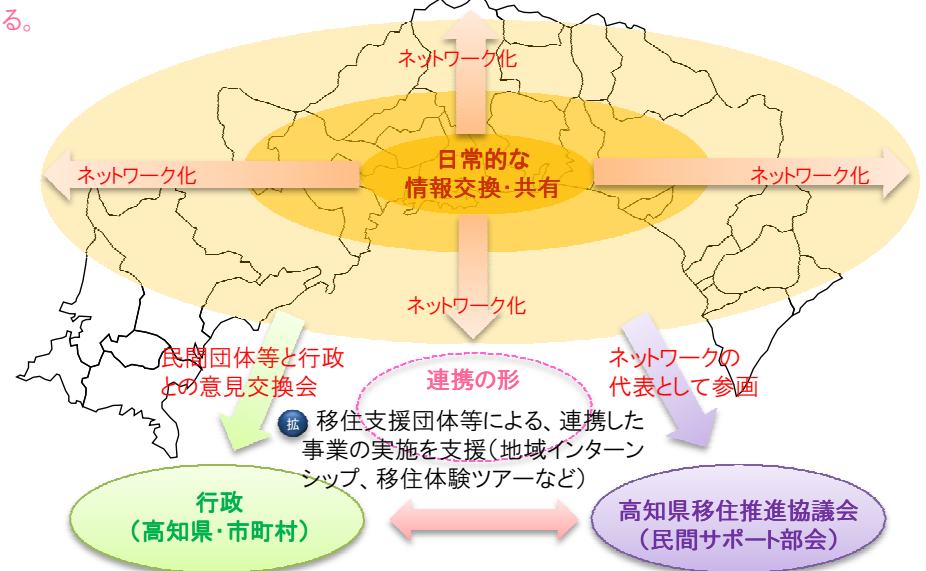 る。
ネットワーク化
日常的な
情報交換・共有
ネットワーク化
ネットワーク化
ネットワーク化
民間団体等と行政
との意見交換会
連携の形
ネットワークの
代表として参画
拡 移住支援団体等による、連携した
事業の実施を支援(地域インターン
シップ、移住体験ツアーなど)
行政
(高知県・市町村)
高知県移住推進協議会
(民間サポート部会)